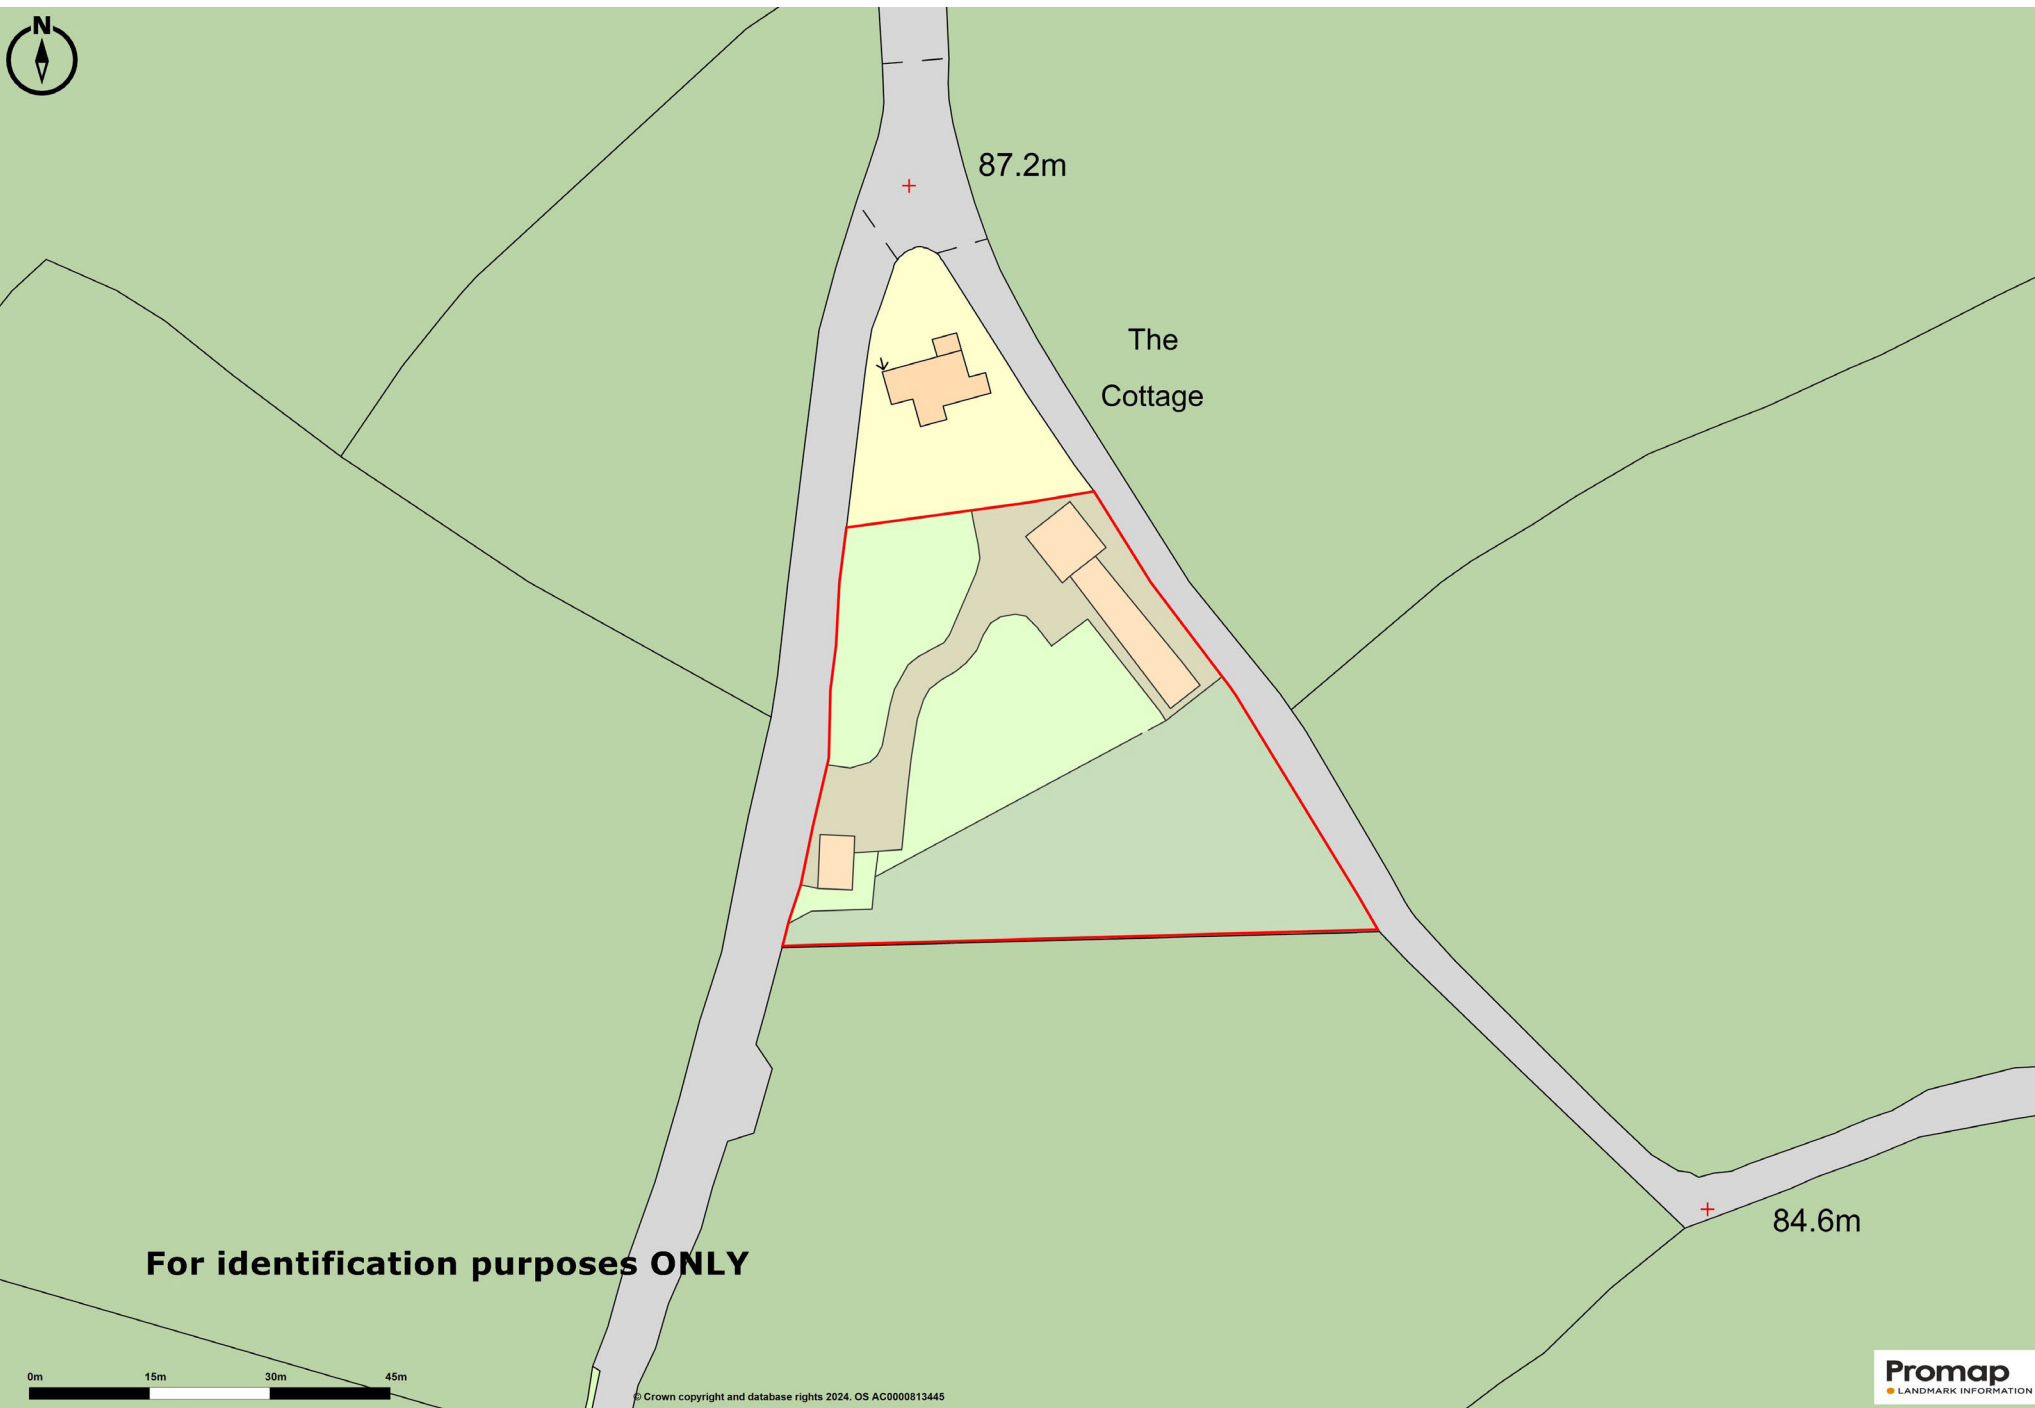 N
87.2m
The
Cottage
84.6m
For identification purposes ONLY
0m 15m 30m 45m
© Crown copyright and database rights 2024. OS AC0000813445
Promap
LANDMARK INFORMATION